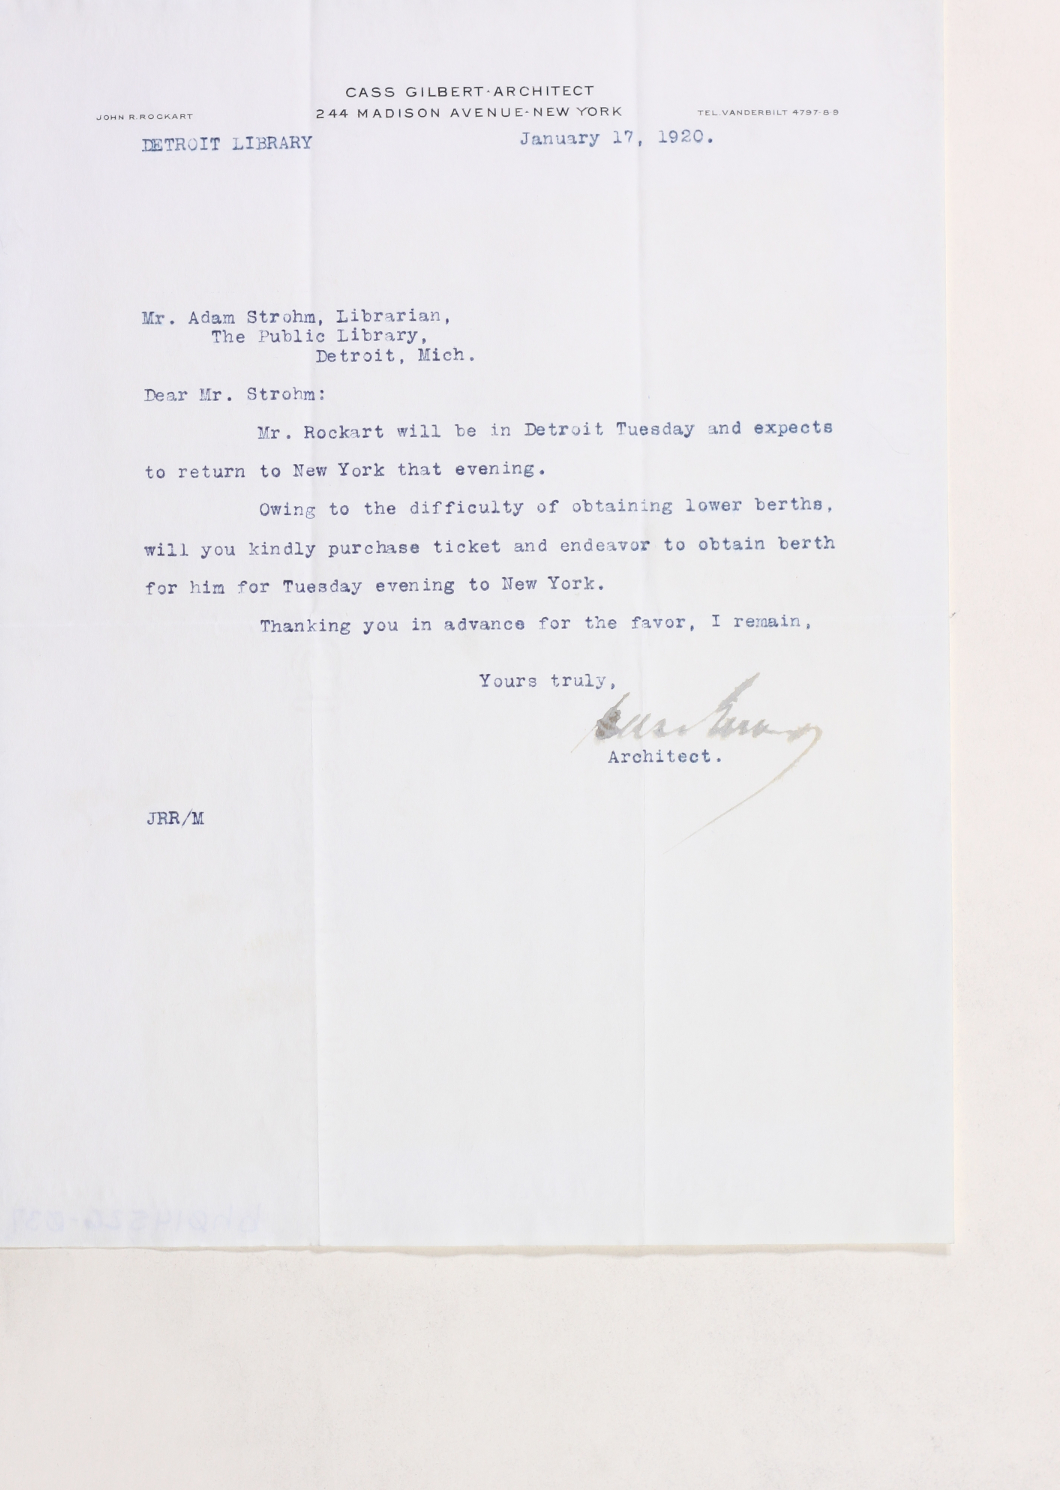 CASS GILBERT·ARCHITECT
JOHN R. ROCKART 244 MADISON AVENUE·NEW YORK TEL. VANDERBILT 4797-8-9
DETROIT LIBRARY January 17, 1920.
Mr. Adam Strohm, Librarian,
The Public Library,
Detroit, Mich.
Dear Mr. Strohm:
Mr. Rockart will be in Detroit Tuesday and expects
to return to New York that evening.
Owing to the difficulty of obtaining lower berths,
will you kindly purchase ticket and endeavor to obtain berth
for him for Tuesday evening to New York.
Thanking you in advance for the favor, I remain,
Yours truly,
Cass Gilbert
Architect.
JRR/M